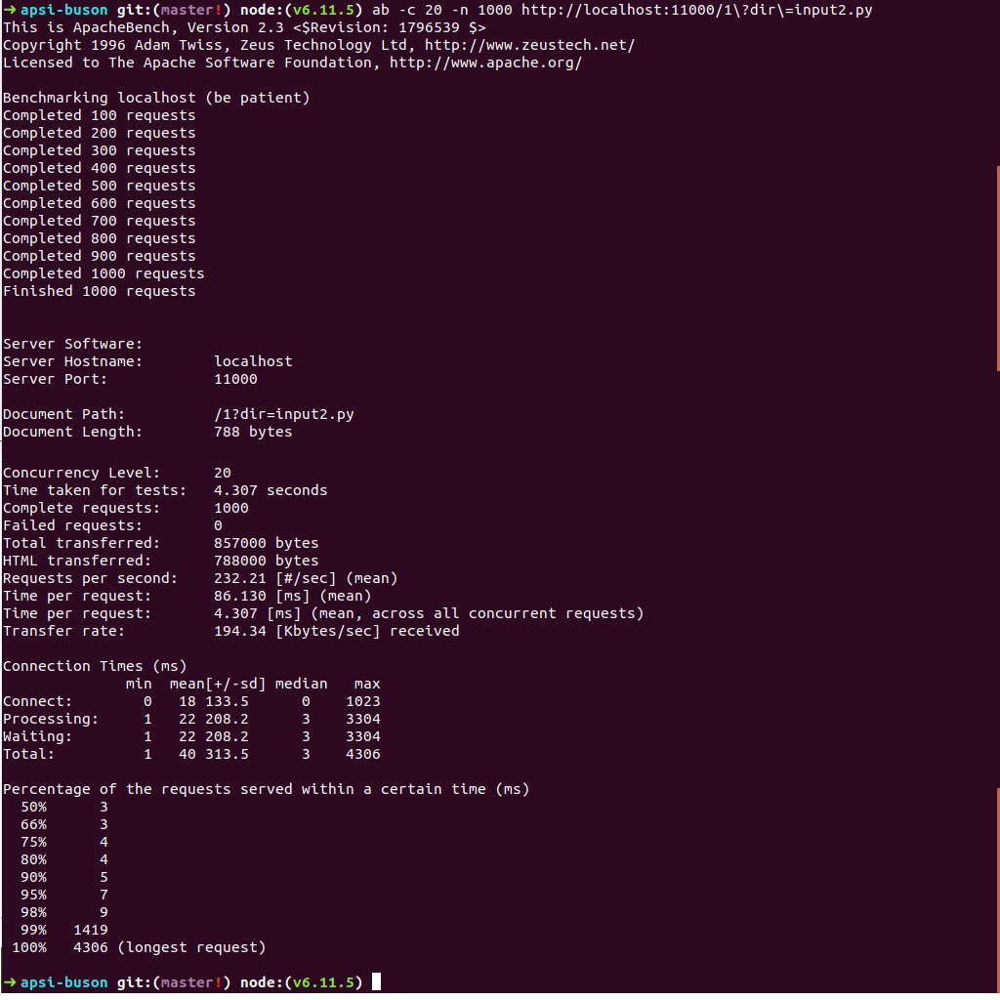 ➜ apsi-buson git:(master!) node:(v6.11.5) ab -c 20 -n 1000 http://localhost:11000/1\?dir\=input2.py
This is ApacheBench, Version 2.3 <$Revision: 1796539 $>
Copyright 1996 Adam Twiss, Zeus Technology Ltd, http://www.zeustech.net/
Licensed to The Apache Software Foundation, http://www.apache.org/

Benchmarking localhost (be patient)
Completed 100 requests
Completed 200 requests
Completed 300 requests
Completed 400 requests
Completed 500 requests
Completed 600 requests
Completed 700 requests
Completed 800 requests
Completed 900 requests
Completed 1000 requests
Finished 1000 requests


Server Software:
Server Hostname:        localhost
Server Port:            11000

Document Path:          /1?dir=input2.py
Document Length:        788 bytes

Concurrency Level:      20
Time taken for tests:   4.307 seconds
Complete requests:      1000
Failed requests:        0
Total transferred:      857000 bytes
HTML transferred:       788000 bytes
Requests per second:    232.21 [#/sec] (mean)
Time per request:       86.130 [ms] (mean)
Time per request:       4.307 [ms] (mean, across all concurrent requests)
Transfer rate:          194.34 [Kbytes/sec] received

Connection Times (ms)
              min  mean[+/-sd] median   max
Connect:        0   18 133.5      0    1023
Processing:     1   22 208.2      3    3304
Waiting:        1   22 208.2      3    3304
Total:          1   40 313.5      3    4306

Percentage of the requests served within a certain time (ms)
  50%      3
  66%      3
  75%      4
  80%      4
  90%      5
  95%      7
  98%      9
  99%   1419
 100%   4306 (longest request)

➜ apsi-buson git:(master!) node:(v6.11.5)